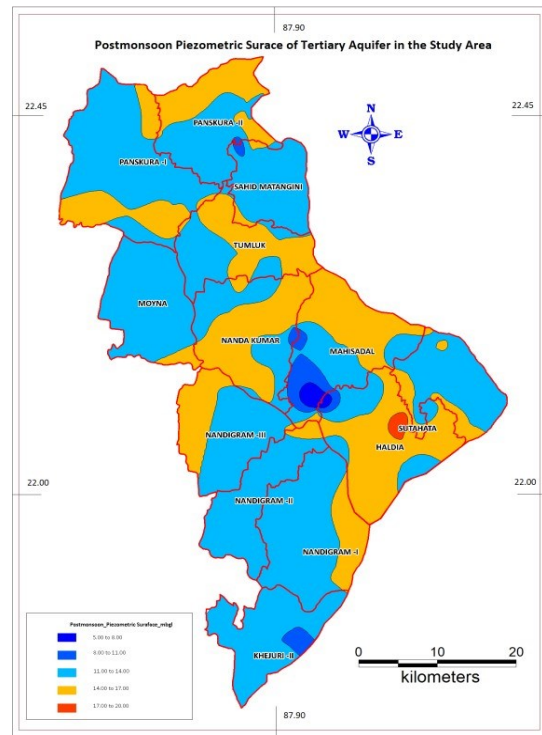 87.90
Postmonsoon Piezometric Surace of Tertiary Aquifer in the Study Area
22.45
22.45
N
W E
S
PANSKURA -II
PANSKURA -I
SAHID MATANGINI
TUMLUK
MOYNA
NANDA KUMAR
MAHISADAL
SUTAHATA
HALDIA
NANDIGRAM -III
22.00
22.00
NANDIGRAM -II
NANDIGRAM -I
KHEJURI -II
Postmonsoon_Piezometric Suraface_mbgl
5.00 to 8.00
8.00 to 11.00
11.00 to 14.00
14.00 to 17.00
17.00 to 20.00
0 10 20
kilometers
87.90